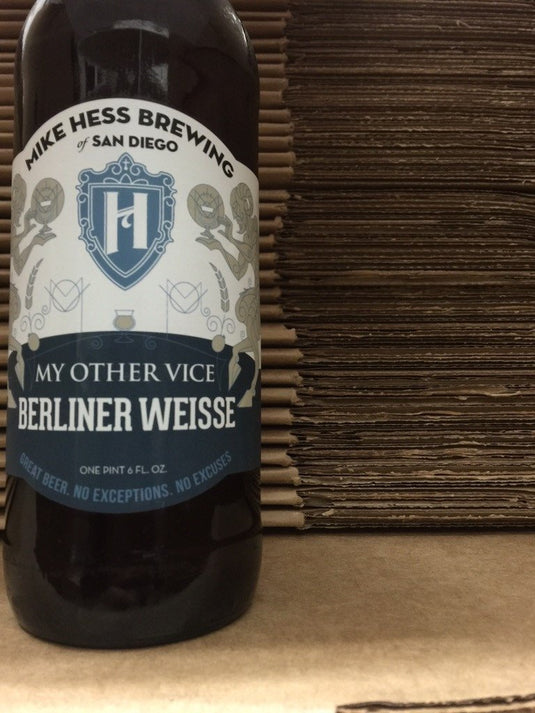 MIKE HESS BREWING
of SAN DIEGO
H
MY OTHER VICE
BERLINER WEISSE
ONE PINT 6 FL. OZ.
GREAT BEER. NO EXCEPTIONS. NO EXCUSES